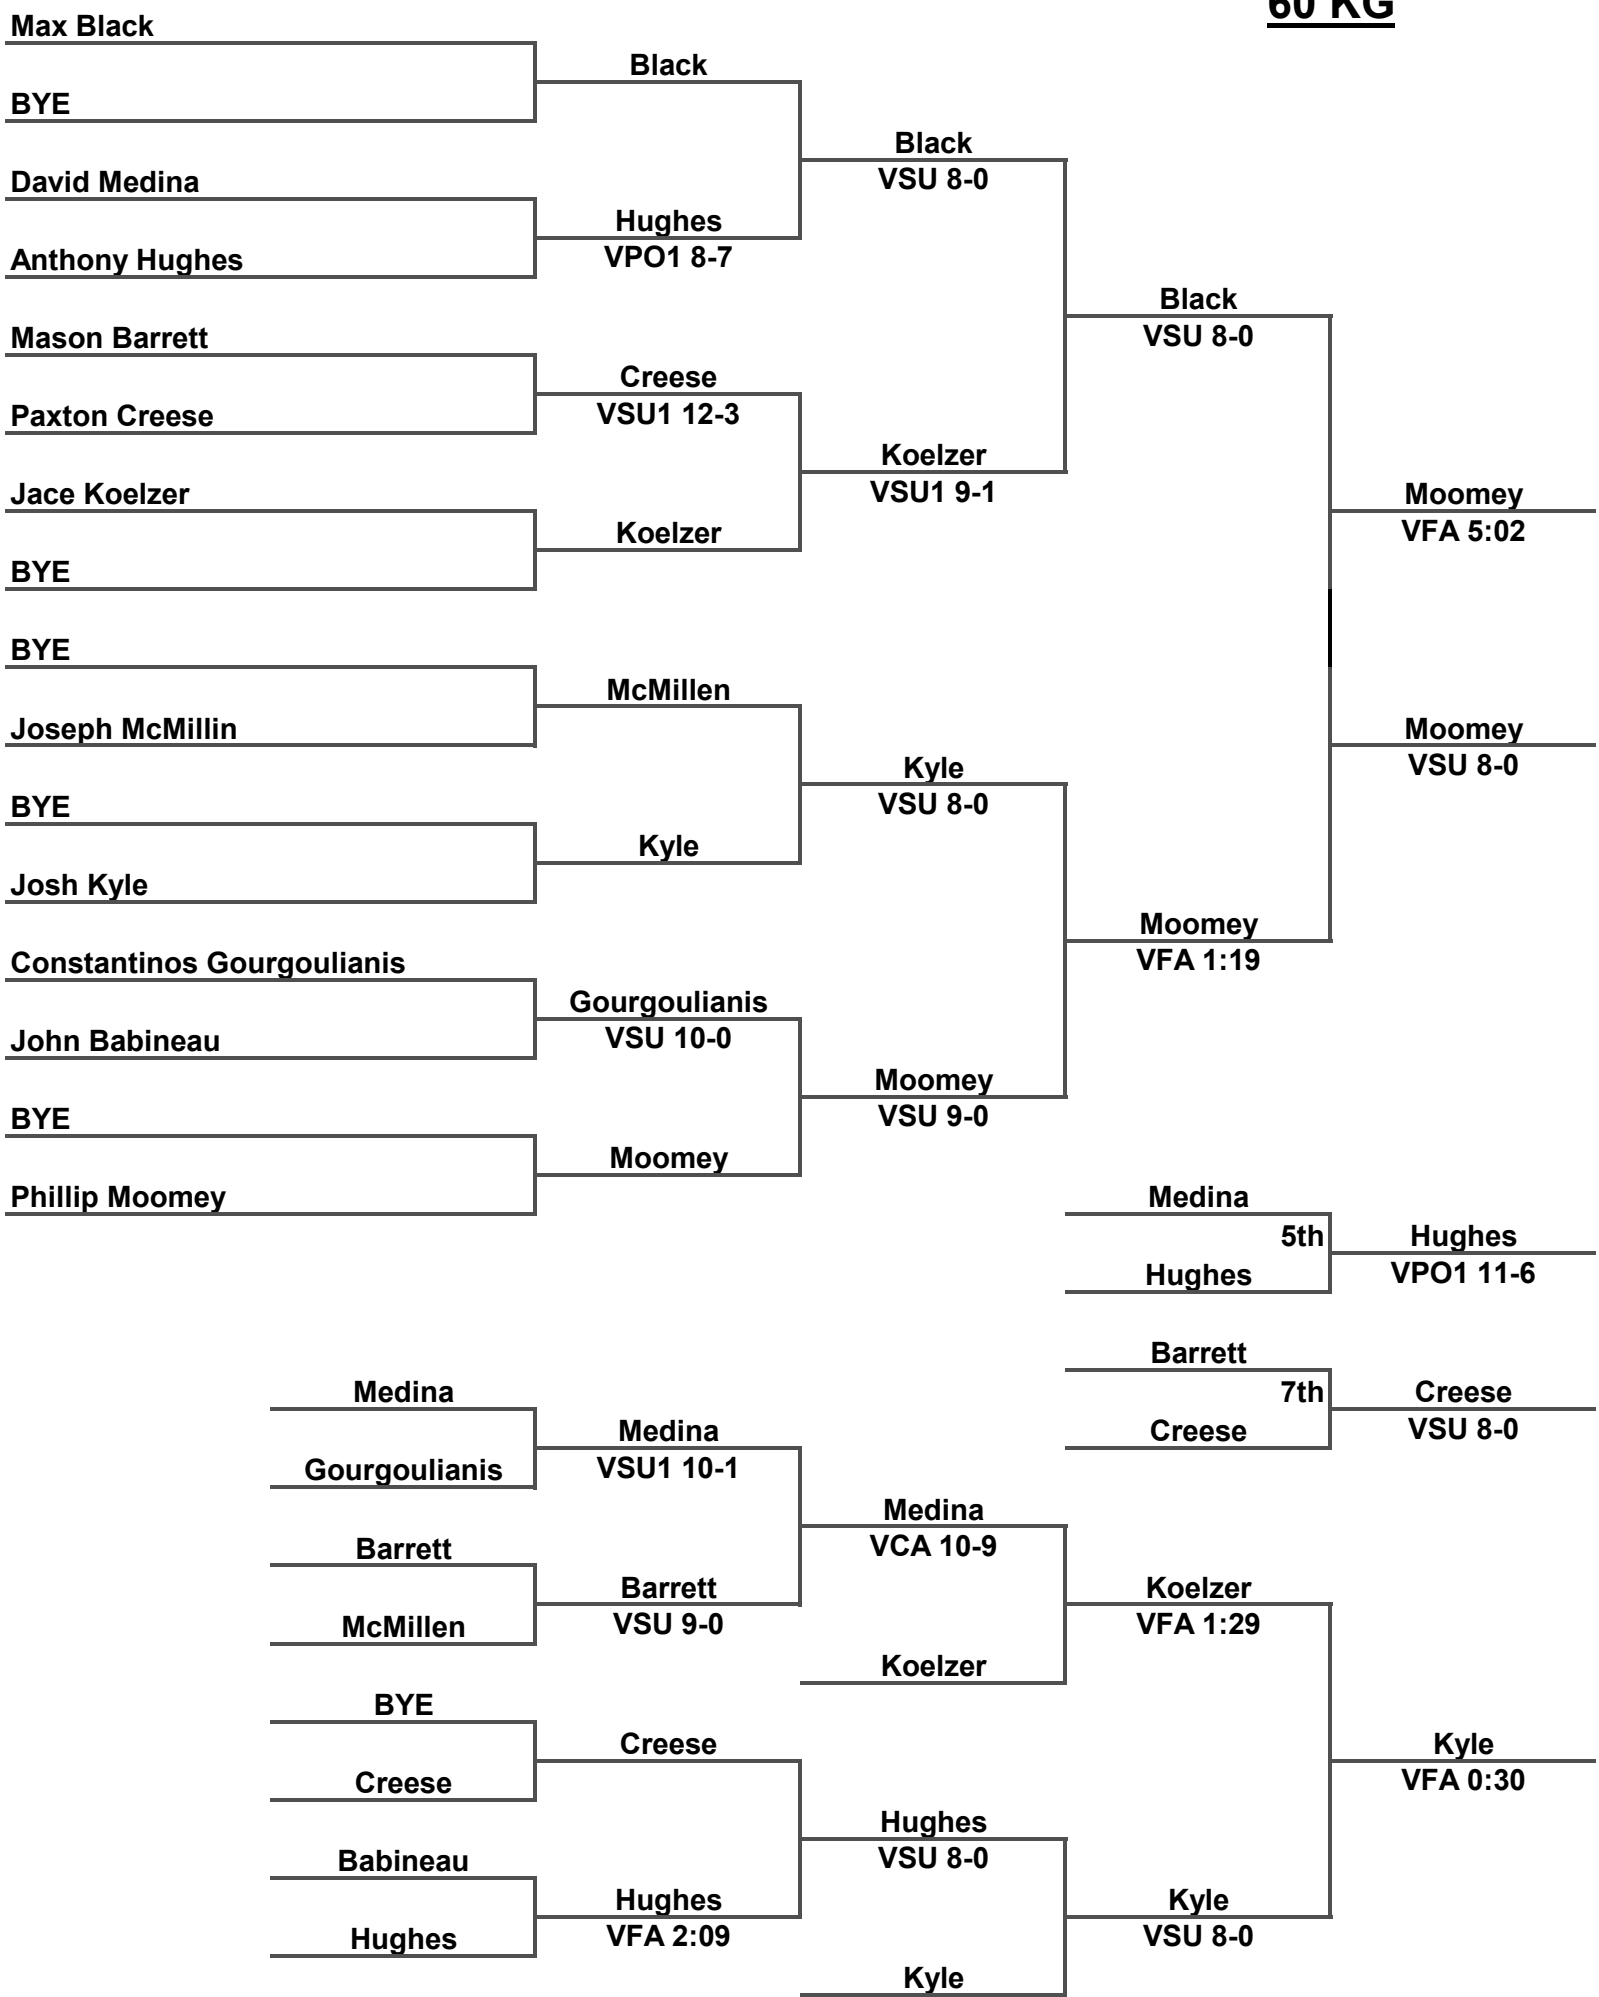 60 KG
Max Black
BYE
David Medina
Anthony Hughes
Mason Barrett
Paxton Creese
Jace Koelzer
BYE
BYE
Joseph McMillin
BYE
Josh Kyle
Constantinos Gourgoulianis
John Babineau
BYE
Phillip Moomey
Black
Hughes
VPO1 8-7
Creese
VSU1 12-3
Koelzer
McMillen
Kyle
Gourgoulianis
VSU 10-0
Moomey
Black
VSU 8-0
Koelzer
VSU1 9-1
Kyle
VSU 8-0
Moomey
VSU 9-0
Black
VSU 8-0
Moomey
VFA 1:19
Moomey
VFA 5:02
Moomey
VSU 8-0
Medina
5th
Hughes
Hughes
VPO1 11-6
Barrett
7th
Creese
Creese
VSU 8-0
Medina
Gourgoulianis
Barrett
McMillen
BYE
Creese
Babineau
Hughes
Medina
VSU1 10-1
Barrett
VSU 9-0
Creese
Hughes
VFA 2:09
Medina
VCA 10-9
Koelzer
Hughes
VSU 8-0
Kyle
Koelzer
VFA 1:29
Kyle
VSU 8-0
Kyle
VFA 0:30